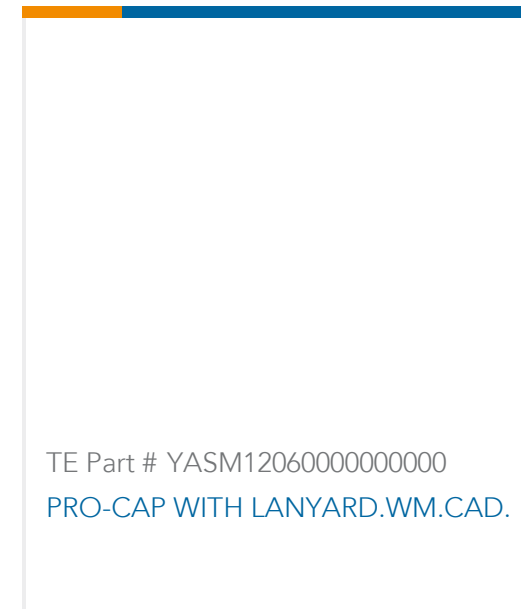 TE Part # YASM12060000000000
PRO-CAP WITH LANYARD.WM.CAD.